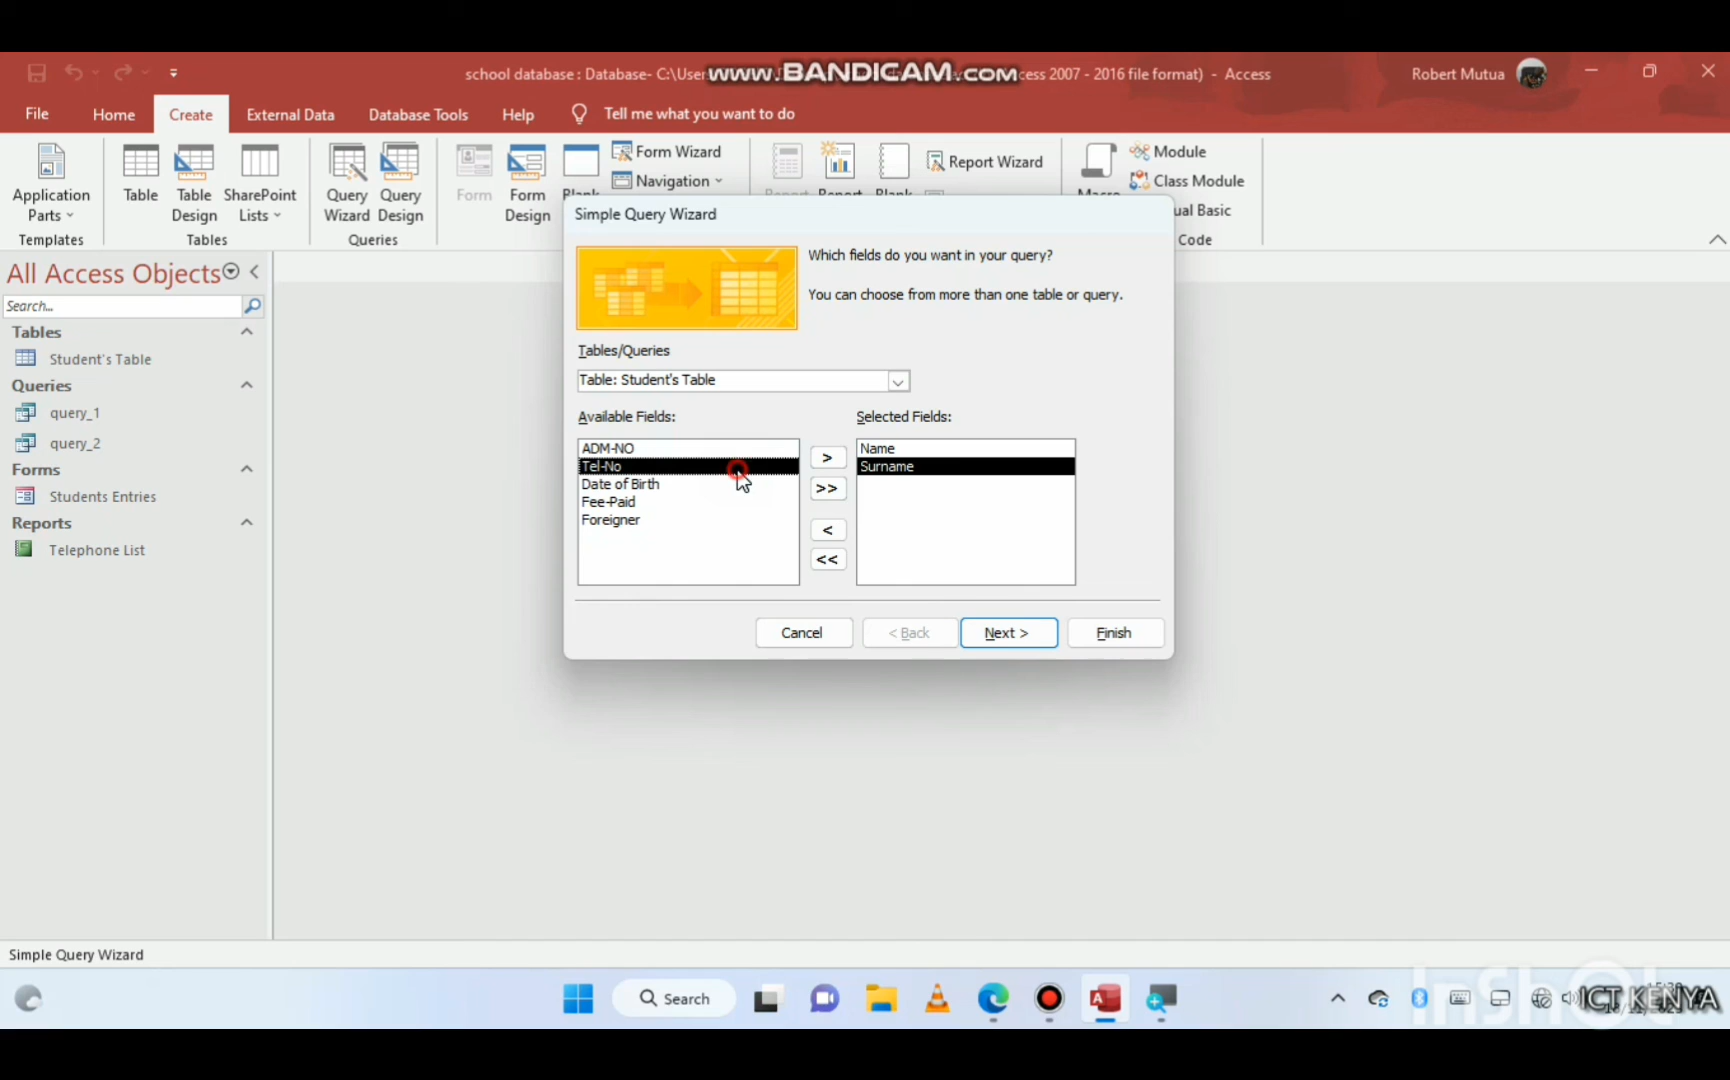 school database : Database- C:\User
www.BANDICAM.com
cess 2007 - 2016 file format) - Access
Robert Mutua
File
Home
Create
External Data
Database Tools
Help
Tell me what you want to do
Application
Parts
Templates
Table
Table
Design
SharePoint
Lists
Tables
Query
Wizard
Query
Design
Queries
Form
Form
Design
Blank
Form Wizard
Navigation
Report
Report
Blank
Report Wizard
Macro
Module
Class Module
ual Basic
Code
All Access Objects
Search...
Tables
Student's Table
Queries
query_1
query_2
Forms
Students Entries
Reports
Telephone List
Simple Query Wizard
Which fields do you want in your query?
You can choose from more than one table or query.
Tables/Queries
Table: Student's Table
Available Fields:
Selected Fields:
ADM-NO
Tel-No
Date of Birth
Fee-Paid
Foreigner
>
>>
<
<<
Name
Surname
Cancel
< Back
Next >
Finish
Simple Query Wizard
Search
InShOt
ICT KENYA